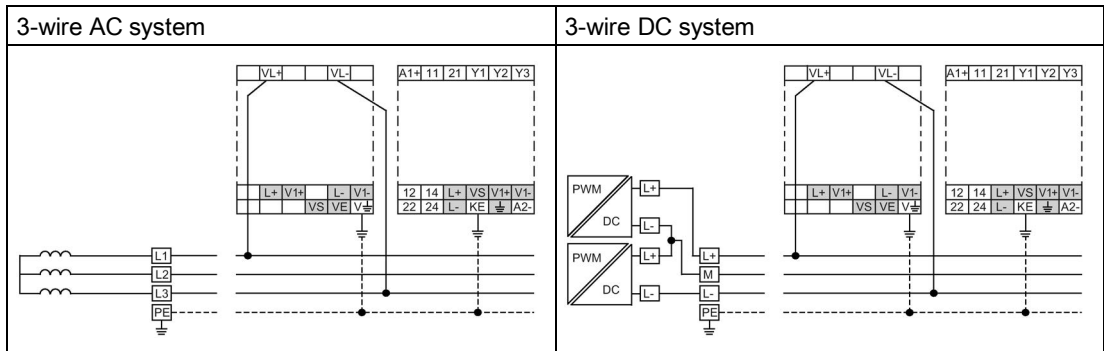 3-wire AC system
VL+ VL-
A1+ 11 21 Y1 Y2 Y3
L+ V1+ L- V1-
VS VE V⏚
12 14 L+ VS V1+ V1-
22 24 L- KE ⏚ A2-
L1
L2
L3
PE
3-wire DC system
VL+ VL-
A1+ 11 21 Y1 Y2 Y3
L+ V1+ L- V1-
VS VE V⏚
12 14 L+ VS V1+ V1-
22 24 L- KE ⏚ A2-
PWM L+
DC L-
PWM L+
DC L-
L+
M
L-
PE